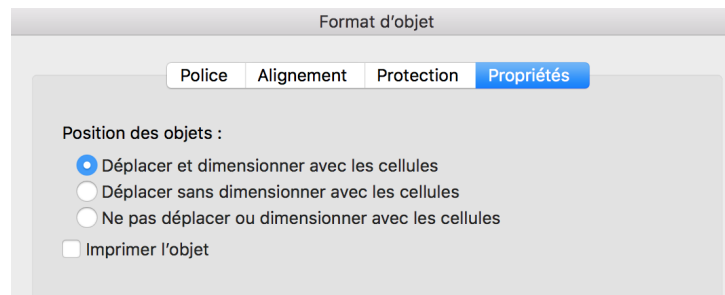 Format d'objet
Police Alignement Protection Propriétés
Position des objets :
Déplacer et dimensionner avec les cellules
Déplacer sans dimensionner avec les cellules
Ne pas déplacer ou dimensionner avec les cellules
Imprimer l'objet